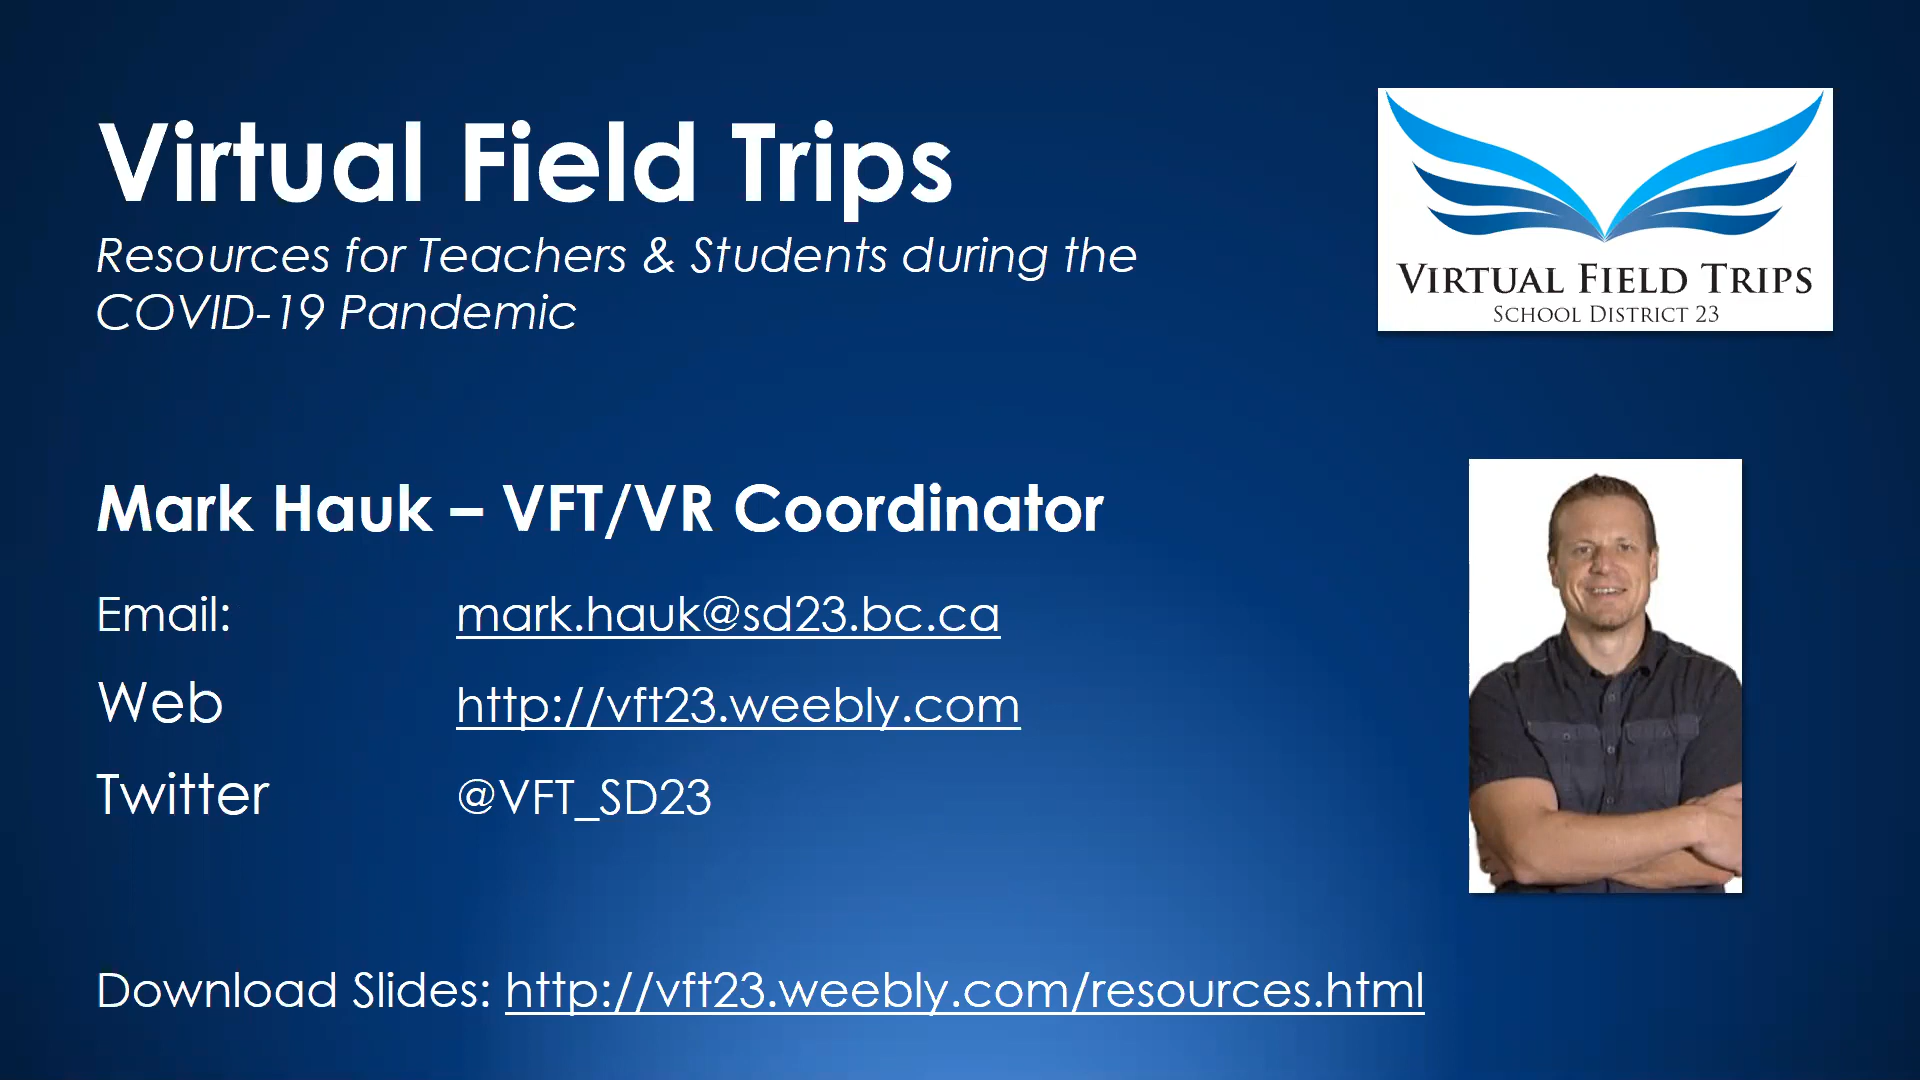 Virtual Field Trips
Resources for Teachers & Students during the
COVID-19 Pandemic
VIRTUAL FIELD TRIPS
SCHOOL DISTRICT 23
Mark Hauk – VFT/VR Coordinator
Email: mark.hauk@sd23.bc.ca
Web http://vft23.weebly.com
Twitter @VFT_SD23
Download Slides: http://vft23.weebly.com/resources.html